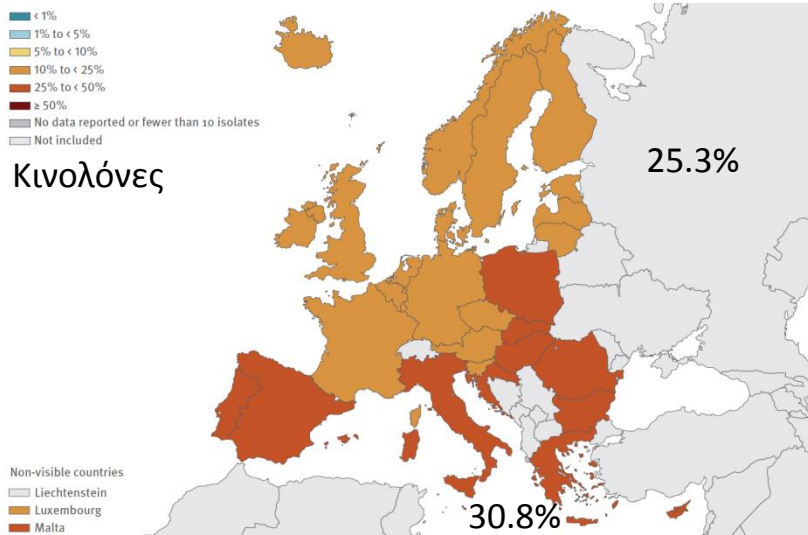 < 1%
1% to < 5%
5% to < 10%
10% to < 25%
25% to < 50%
≥ 50%
No data reported or fewer than 10 isolates
Not included
Κινολόνες
25.3%
Non-visible countries
Liechtenstein
Luxembourg
Malta
30.8%